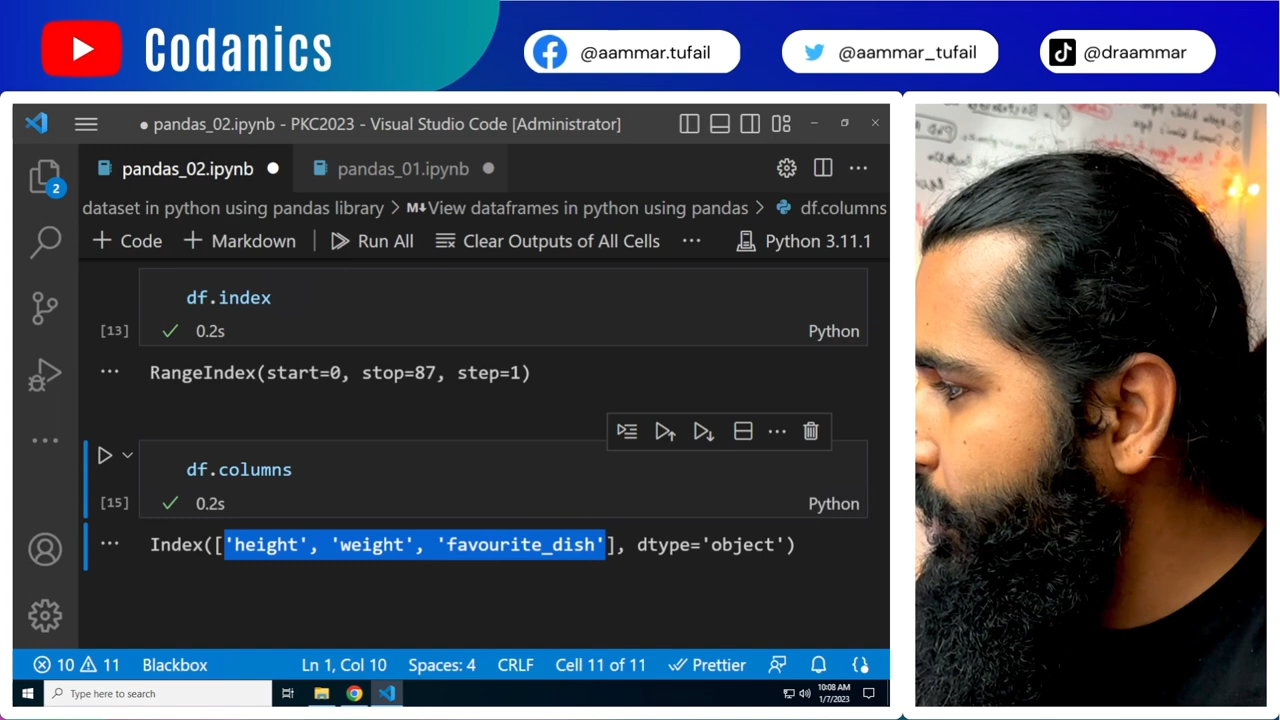 Codanics
@aammar.tufail
@aammar_tufail
@draammar
● pandas_02.ipynb - PKC2023 - Visual Studio Code [Administrator]
pandas_02.ipynb
pandas_01.ipynb
dataset in python using pandas library > M↓View dataframes in python using pandas > df.columns
+ Code + Markdown Run All Clear Outputs of All Cells ··· Python 3.11.1
2
df.index
[13] ✓ 0.2s Python
··· RangeIndex(start=0, stop=87, step=1)
df.columns
[15] ✓ 0.2s Python
··· Index(['height', 'weight', 'favourite_dish'], dtype='object')
10 11 Blackbox Ln 1, Col 10 Spaces: 4 CRLF Cell 11 of 11 Prettier
Type here to search
10:08 AM
1/7/2023